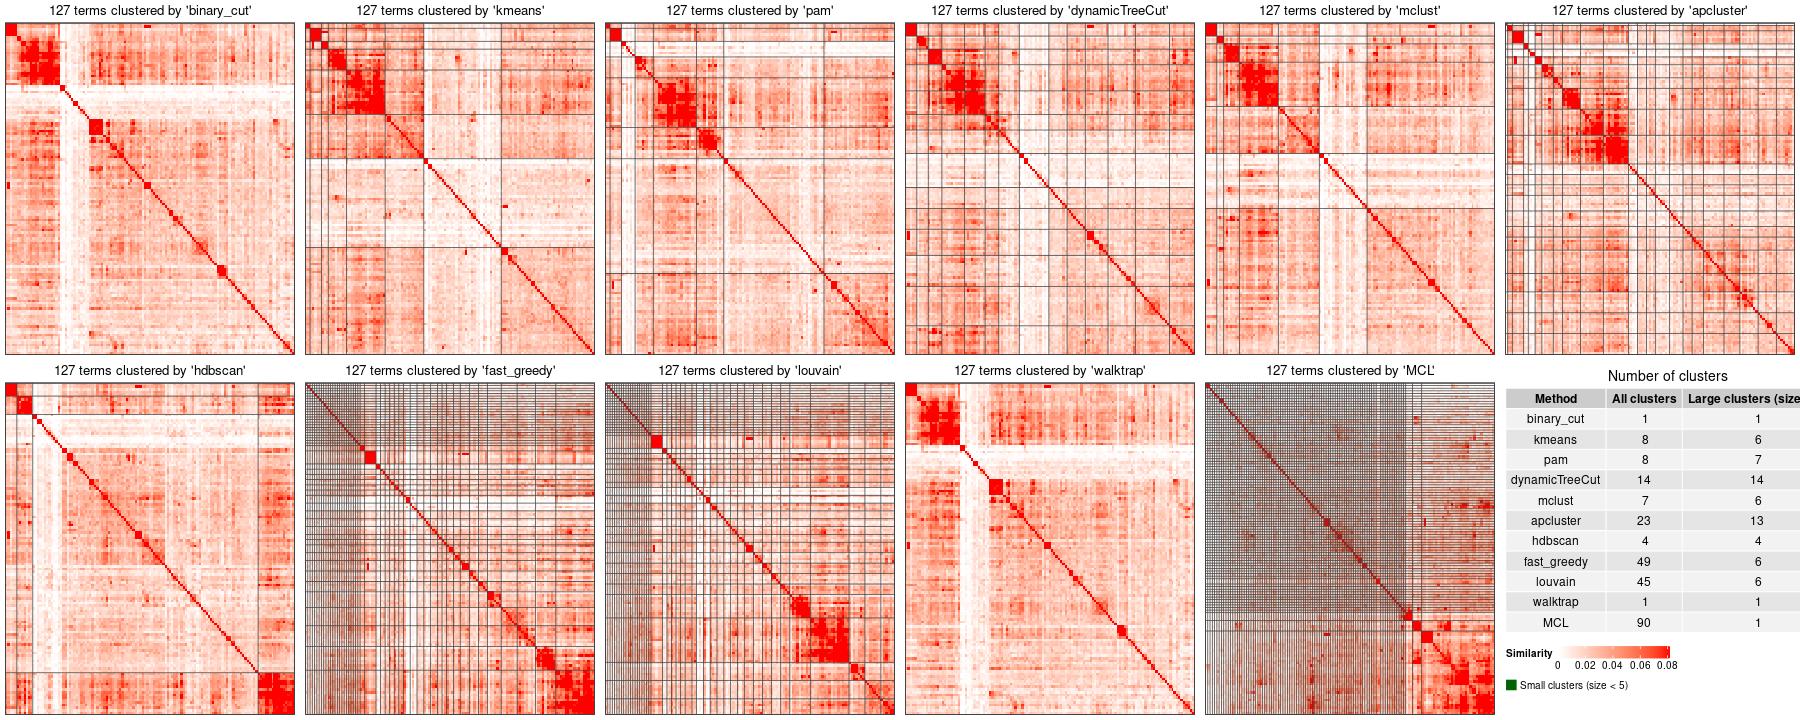 127 terms clustered by 'binary_cut'
127 terms clustered by 'kmeans'
127 terms clustered by 'pam'
127 terms clustered by 'dynamicTreeCut'
127 terms clustered by 'mclust'
127 terms clustered by 'apcluster'
127 terms clustered by 'hdbscan'
127 terms clustered by 'fast_greedy'
127 terms clustered by 'louvain'
127 terms clustered by 'walktrap'
127 terms clustered by 'MCL'
Number of clusters
Method All clusters Large clusters (size
binary_cut 1 1
kmeans 8 6
pam 8 7
dynamicTreeCut 14 14
mclust 7 6
apcluster 23 13
hdbscan 4 4
fast_greedy 49 6
louvain 45 6
walktrap 1 1
MCL 90 1
Similarity
0 0.02 0.04 0.06 0.08
Small clusters (size < 5)